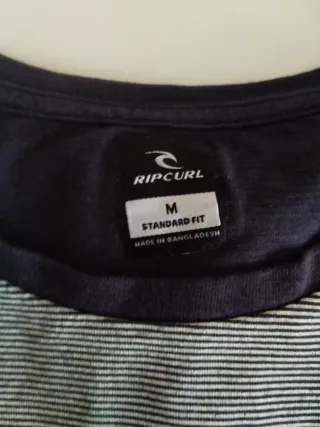 RIPCURL
M
STANDARD FIT
MADE IN BANGLADESH